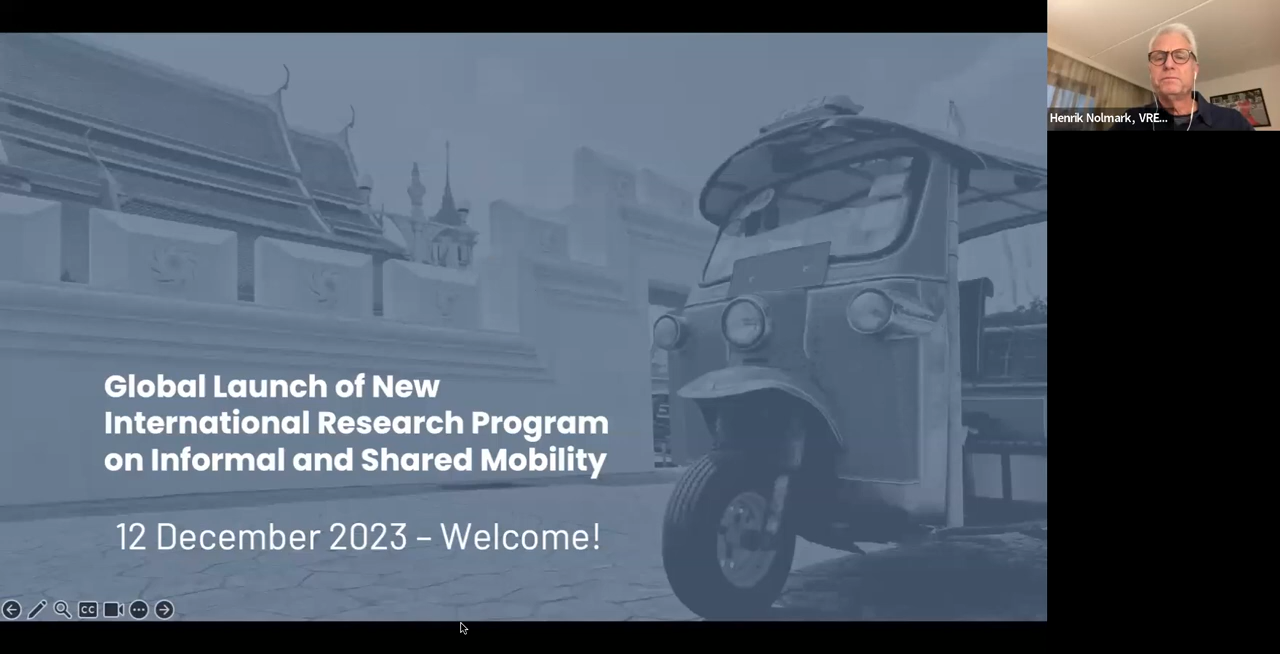 Global Launch of New
International Research Program
on Informal and Shared Mobility
12 December 2023 – Welcome!
CC
Henrik Nolmark, VRE...